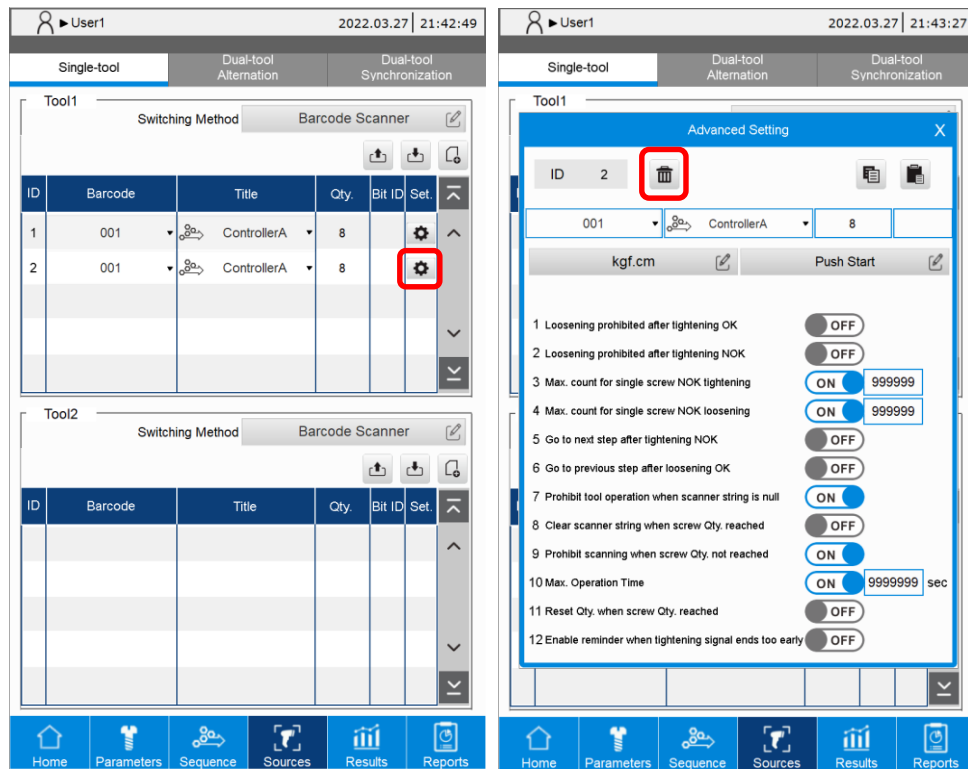 ►User1 2022.03.27 21:42:49
Single-tool Dual-tool Alternation Dual-tool Synchronization
Tool1
Switching Method Barcode Scanner
ID Barcode Title Qty. Bit ID Set.
1 001 ControllerA 8
2 001 ControllerA 8
Tool2
Switching Method Barcode Scanner
ID Barcode Title Qty. Bit ID Set.
Home Parameters Sequence Sources Results Reports
►User1 2022.03.27 21:43:27
Single-tool Dual-tool Alternation Dual-tool Synchronization
Tool1
Advanced Setting X
ID 2
001 ControllerA 8
kgf.cm Push Start
1 Loosening prohibited after tightening OK OFF
2 Loosening prohibited after tightening NOK OFF
3 Max. count for single screw NOK tightening ON 999999
4 Max. count for single screw NOK loosening ON 999999
5 Go to next step after tightening NOK OFF
6 Go to previous step after loosening OK OFF
7 Prohibit tool operation when scanner string is null ON
8 Clear scanner string when screw Qty. reached OFF
9 Prohibit scanning when screw Qty. not reached ON
10 Max. Operation Time ON 9999999 sec
11 Reset Qty. when screw Qty. reached OFF
12 Enable reminder when tightening signal ends too early OFF
Home Parameters Sequence Sources Results Reports